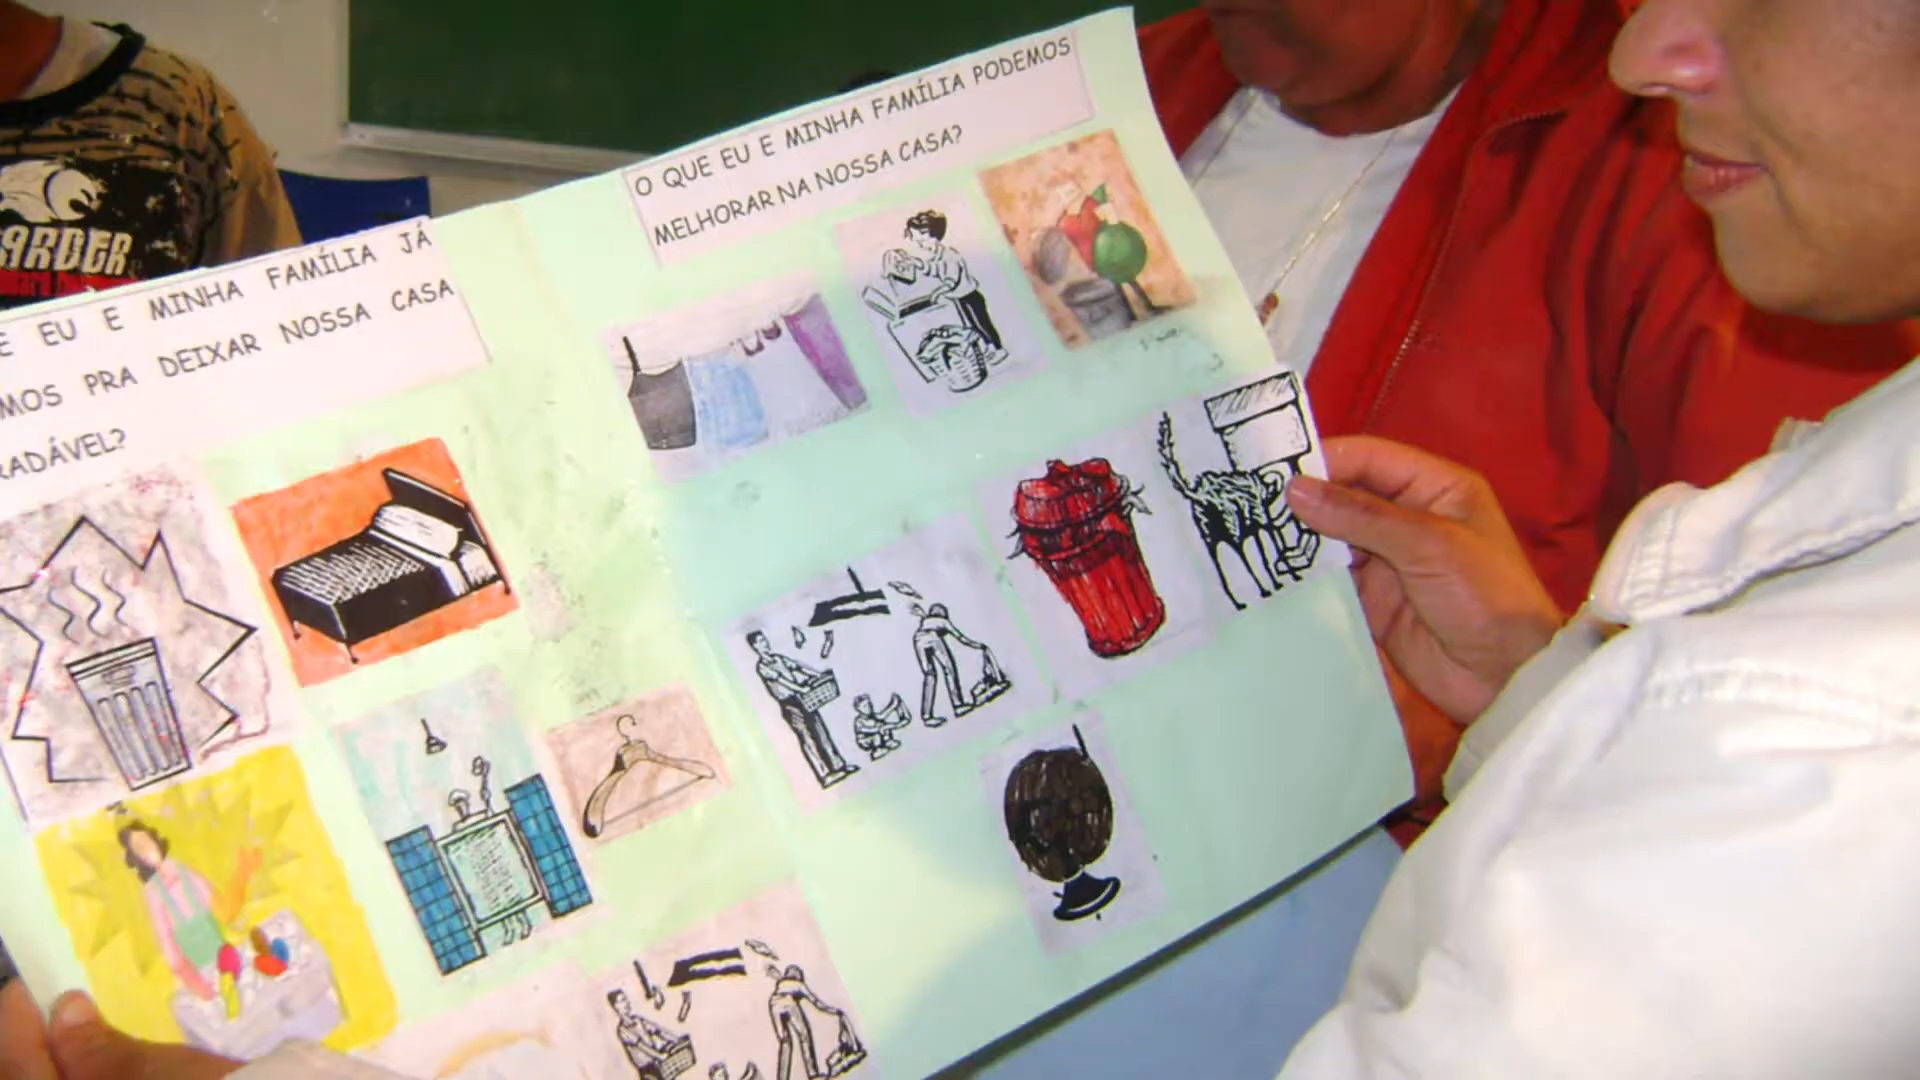 E EU E MINHA FAMÍLIA JÁ
MOS PRA DEIXAR NOSSA CASA
RADÁVEL?
O QUE EU E MINHA FAMÍLIA PODEMOS
MELHORAR NA NOSSA CASA?
ARDER